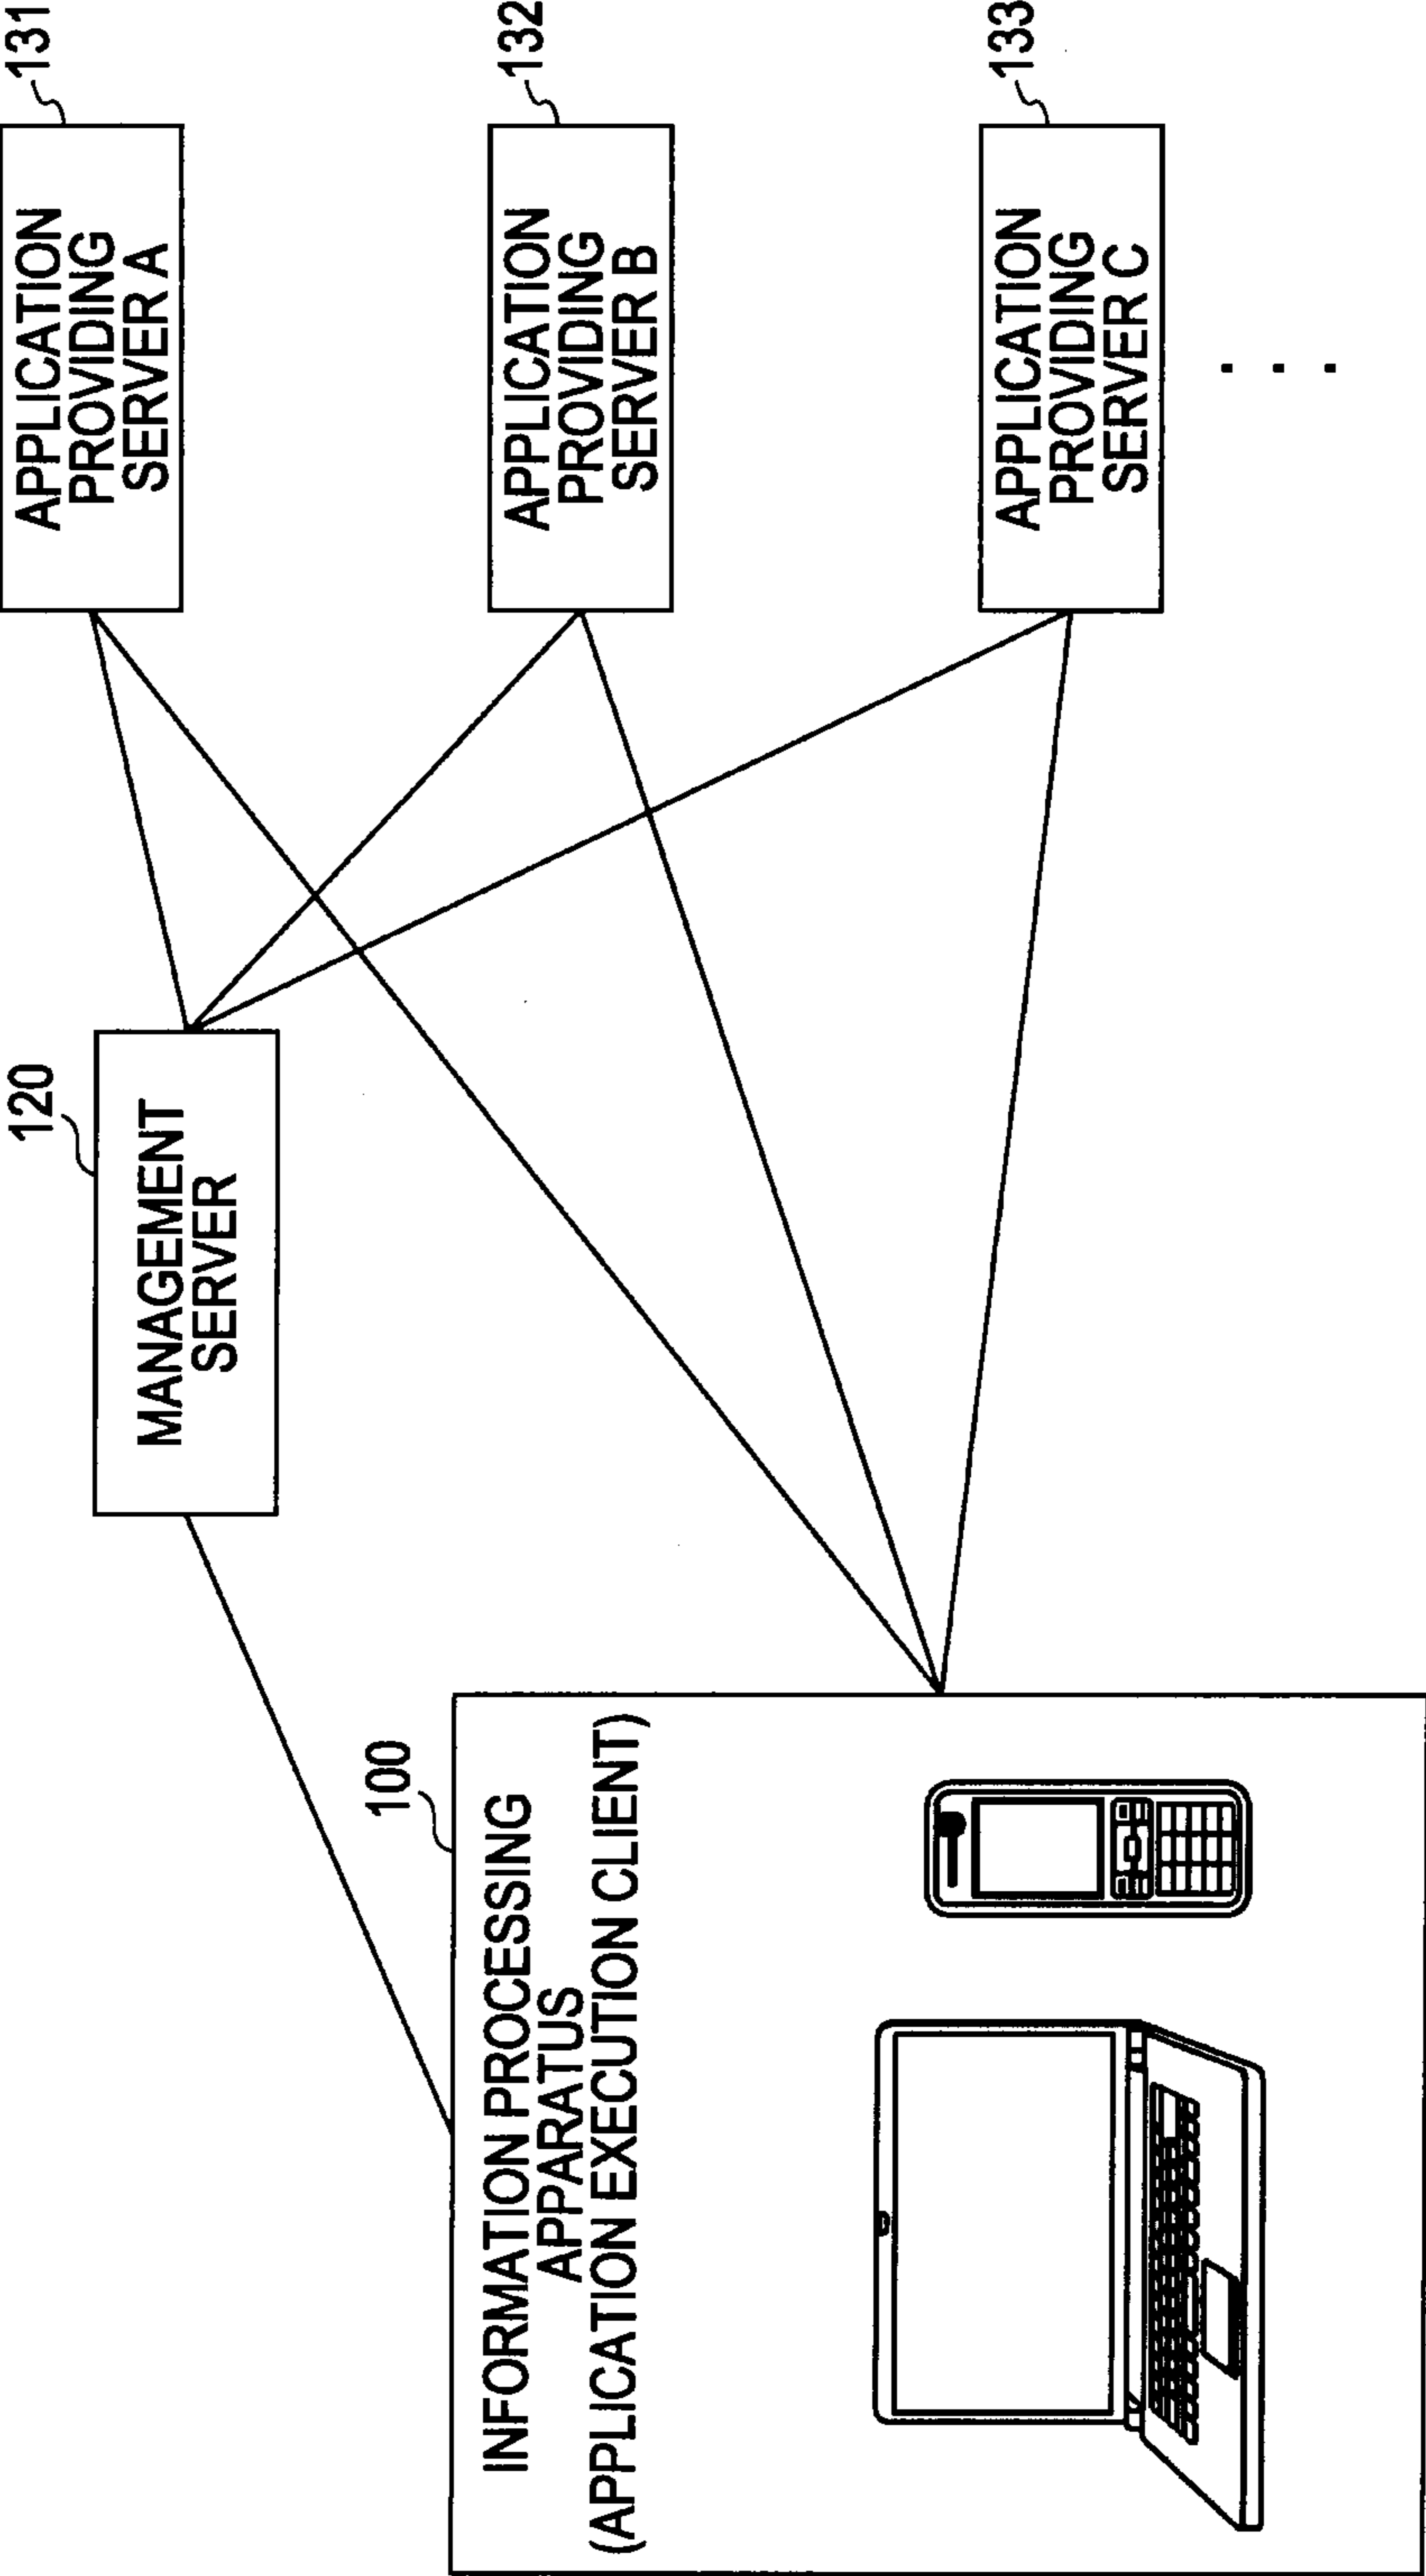 120
MANAGEMENT
SERVER
100
INFORMATION PROCESSING
APPARATUS
(APPLICATION EXECUTION CLIENT)
131
APPLICATION
PROVIDING
SERVER A
132
APPLICATION
PROVIDING
SERVER B
133
APPLICATION
PROVIDING
SERVER C
. . .